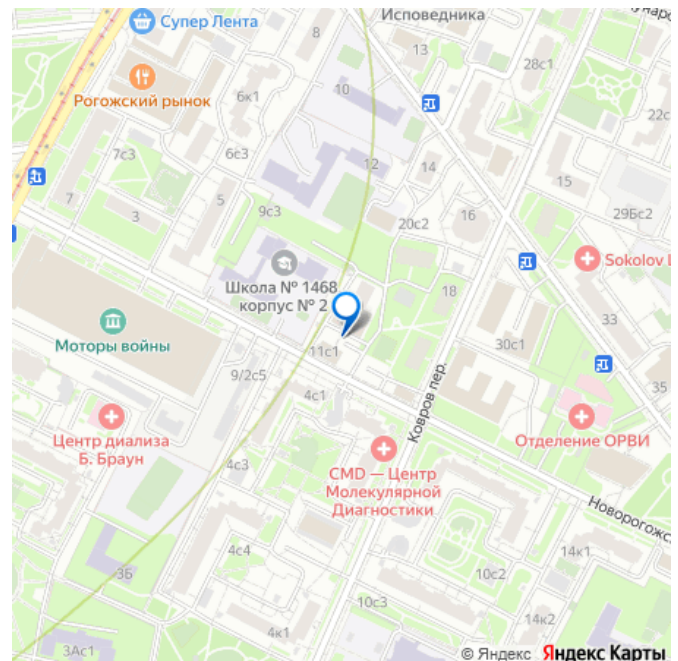 Исповедника
Супер Лента
8
13
28с1
Рогожский рынок
6к1
10
22с
7с3
6с3
12
14
15
7
3
5
9с3
20с2
16
29Бс2
Sokolov L
Школа № 1468
корпус № 2
18
Моторы войны
33
11с1
30с1
9/2с5
4с1
35
Ковров пер.
Центр диализа
Б. Браун
Отделение ОРВИ
4с3
CMD — Центр
Молекулярной
Диагностики
Новорогожс
4с4
14к1
3Б
10с2
10с3
14к2
4к1
3Ас1
© Яндекс Яндекс Карты